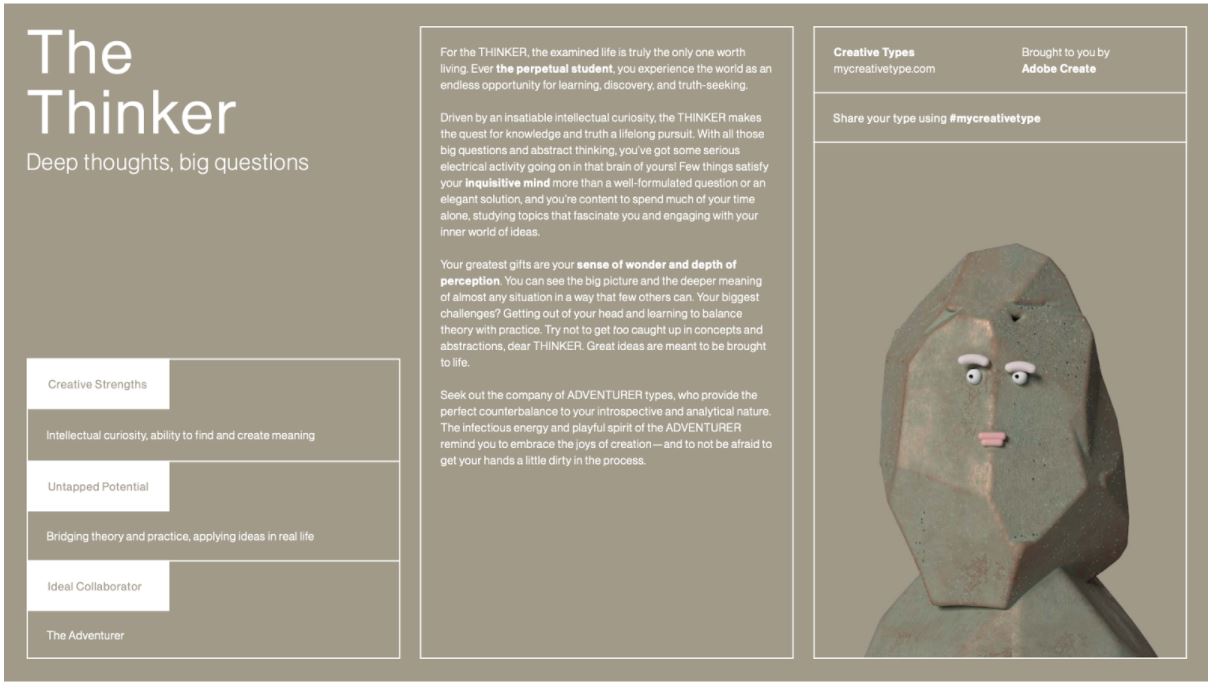 The
Thinker
Deep thoughts, big questions
Creative Strengths
Intellectual curiosity, ability to find and create meaning
Untapped Potential
Bridging theory and practice, applying ideas in real life
Ideal Collaborator
The Adventurer
For the THINKER, the examined life is truly the only one worth
living. Ever the perpetual student, you experience the world as an
endless opportunity for learning, discovery, and truth-seeking.
Driven by an insatiable intellectual curiosity, the THINKER makes
the quest for knowledge and truth a lifelong pursuit. With all those
big questions and abstract thinking, you've got some serious
electrical activity going on in that brain of yours! Few things satisfy
your inquisitive mind more than a well-formulated question or an
elegant solution, and you're content to spend much of your time
alone, studying topics that fascinate you and engaging with your
inner world of ideas.
Your greatest gifts are your sense of wonder and depth of
perception. You can see the big picture and the deeper meaning
of almost any situation in a way that few others can. Your biggest
challenges? Getting out of your head and learning to balance
theory with practice. Try not to get too caught up in concepts and
abstractions, dear THINKER. Great ideas are meant to be brought
to life.
Seek out the company of ADVENTURER types, who provide the
perfect counterbalance to your introspective and analytical nature.
The infectious energy and playful spirit of the ADVENTURER
remind you to embrace the joys of creation—and to not be afraid to
get your hands a little dirty in the process.
Creative Types
mycreativetype.com
Brought to you by
Adobe Create
Share your type using #mycreativetype